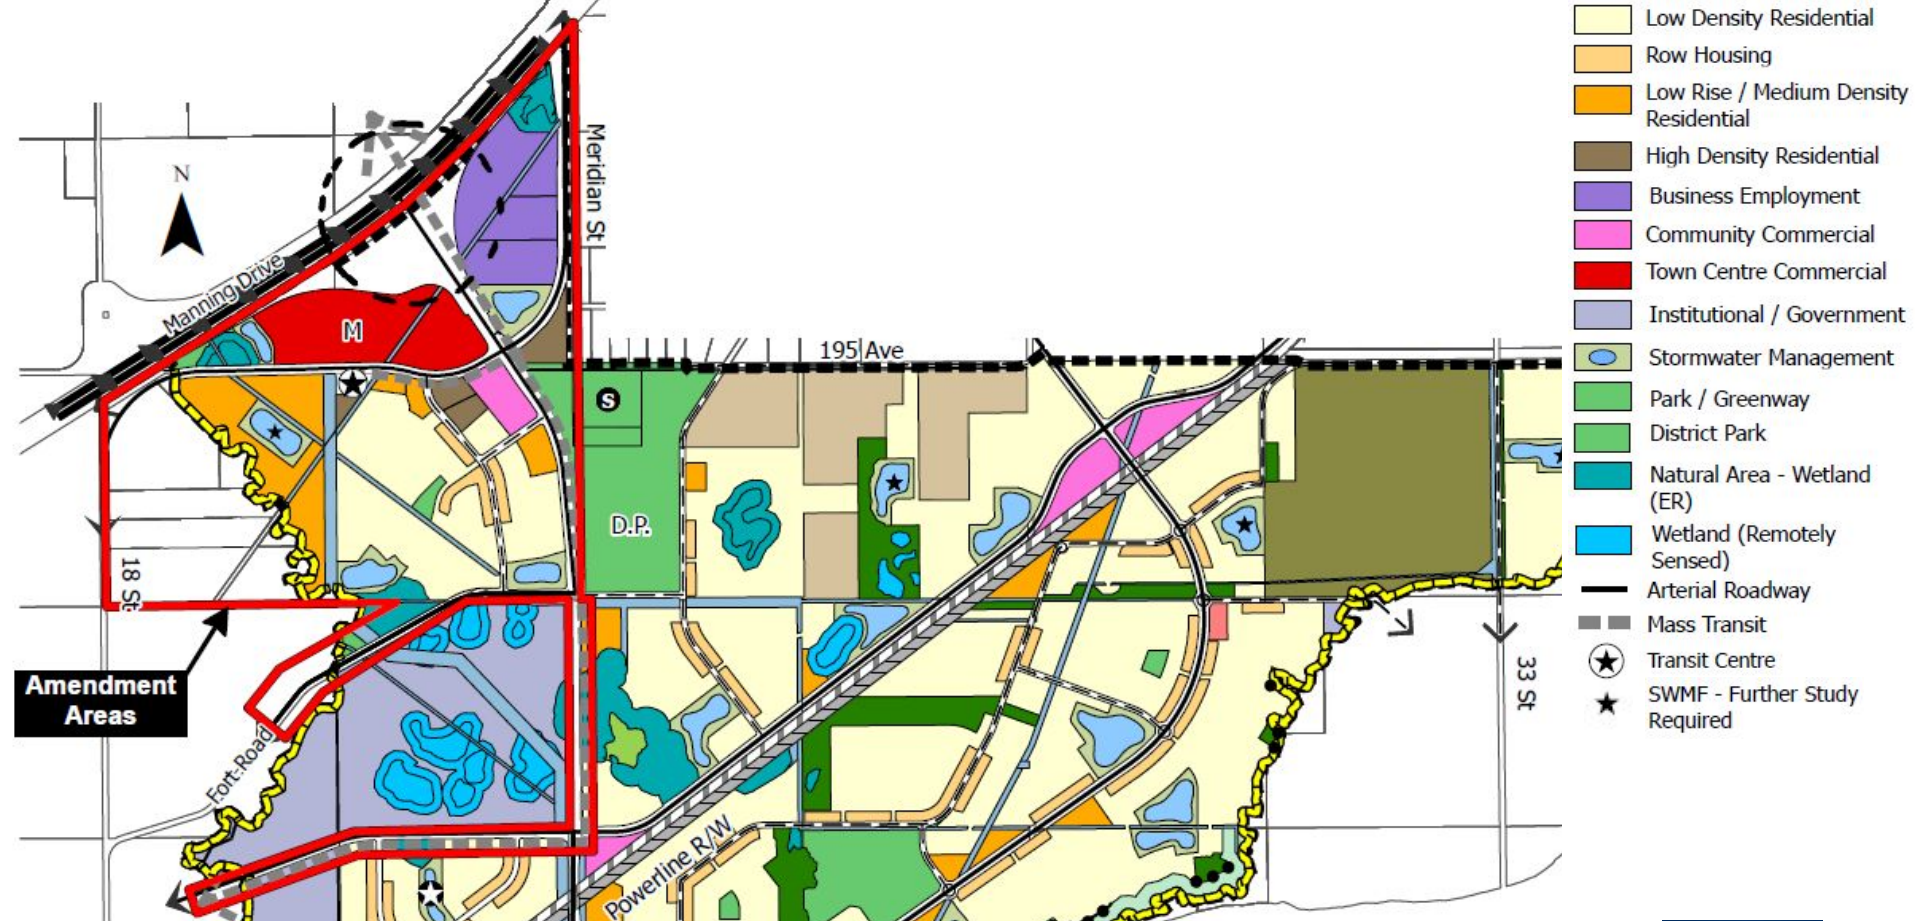 N
Manning Drive
Meridian St
M
195 Ave
S
D.P.
18 St
33 St
Amendment
Areas
Fort Road
Powerline R/W
Low Density Residential
Row Housing
Low Rise / Medium Density
Residential
High Density Residential
Business Employment
Community Commercial
Town Centre Commercial
Institutional / Government
Stormwater Management
Park / Greenway
District Park
Natural Area - Wetland
(ER)
Wetland (Remotely
Sensed)
Arterial Roadway
Mass Transit
Transit Centre
SWMF - Further Study
Required